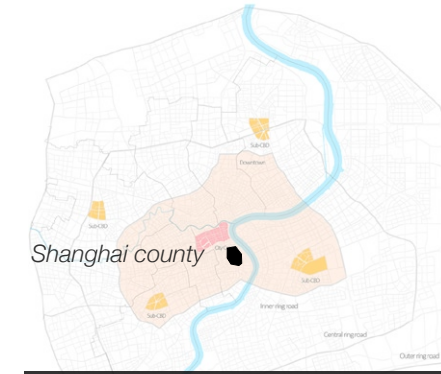 Sub-CBD
Downtown
Sub-CBD
Shanghai county
Sub-CBD
Inner ring road
Sub-CBD
Central ring road
Outer ring road